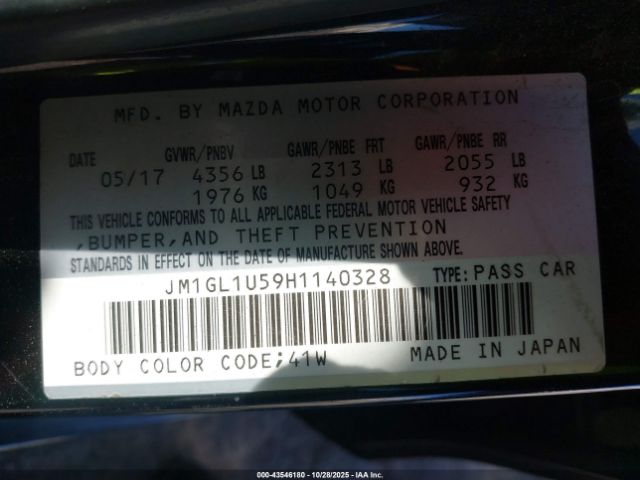 MFD. BY MAZDA MOTOR CORPORATION
DATE GVWR/PNBV GAWR/PNBE FRT GAWR/PNBE RR
05/17 4356 LB 2313 LB 2055 LB
1976 KG 1049 KG 932 KG
THIS VEHICLE CONFORMS TO ALL APPLICABLE FEDERAL MOTOR VEHICLE SAFETY
,BUMPER,AND THEFT PREVENTION
STANDARDS IN EFFECT ON THE DATE OF MANUFACTURE SHOWN ABOVE.
JM1GL1U59H1140328 TYPE:PASS CAR
BODY COLOR CODE;41W MADE IN JAPAN
000-43546180 - 10/28/2025 - IAA Inc.